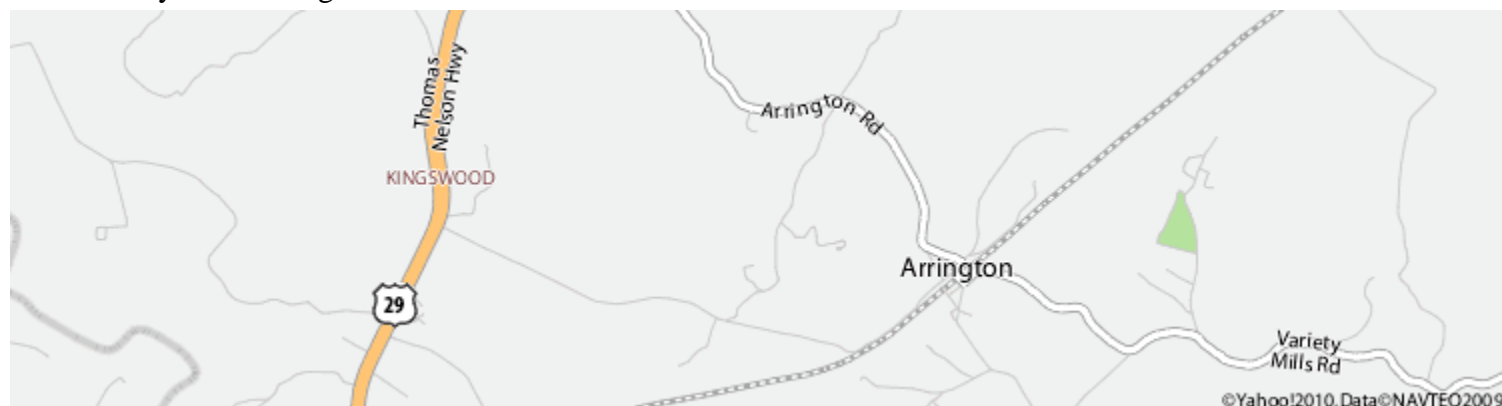 Thomas
Nelson Hwy
Arrington Rd
KINGSWOOD
Arrington
29
Variety
Mills Rd
©Yahoo!2010, Data©NAVTEQ2009